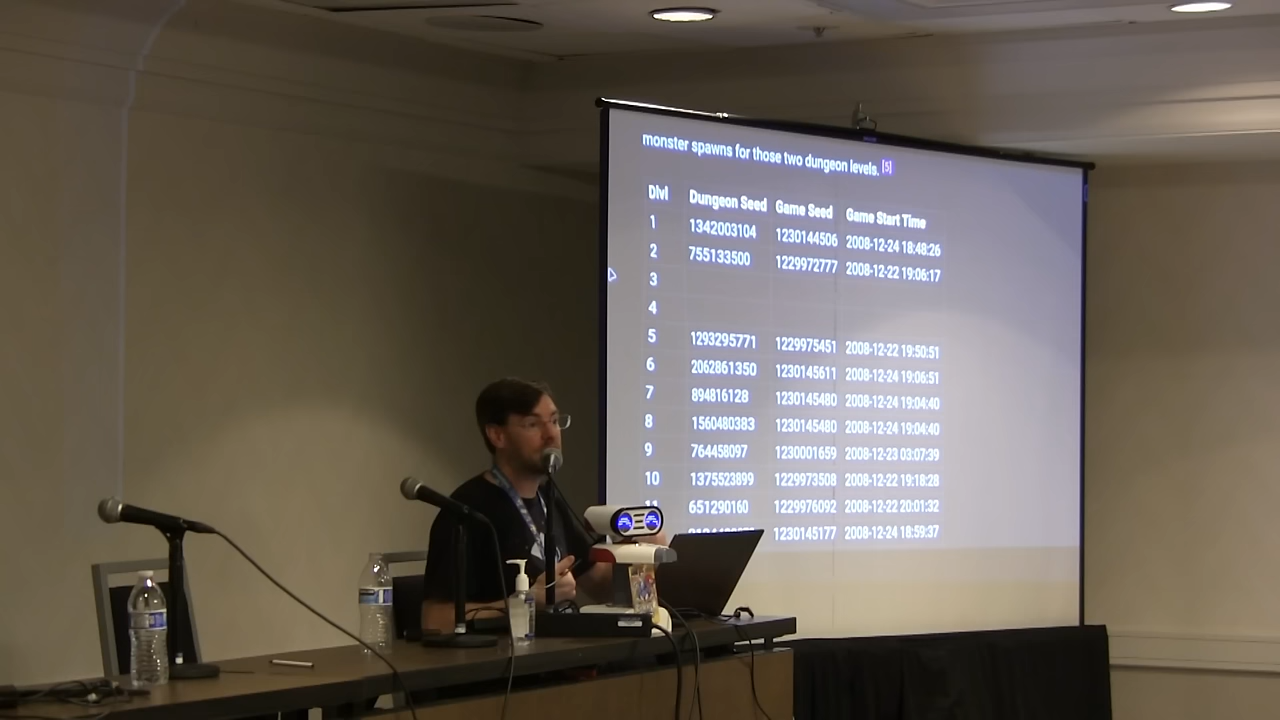 monster spawns for those two dungeon levels. [5]
Dlvl Dungeon Seed Game Seed Game Start Time
1 1342003104 1230144506 2008-12-24 18:48:26
2 755133500 1229972777 2008-12-22 19:06:17
3
4
5 1293295771 1229975451 2008-12-22 19:50:51
6 2062861350 1230145611 2008-12-24 19:06:51
7 894816128 1230145480 2008-12-24 19:04:40
8 1560480383 1230145480 2008-12-24 19:04:40
9 764458097 1230001659 2008-12-23 03:07:39
10 1375523899 1229973508 2008-12-22 19:18:28
11 651290160 1229976092 2008-12-22 20:01:32
1230145177 2008-12-24 18:59:37